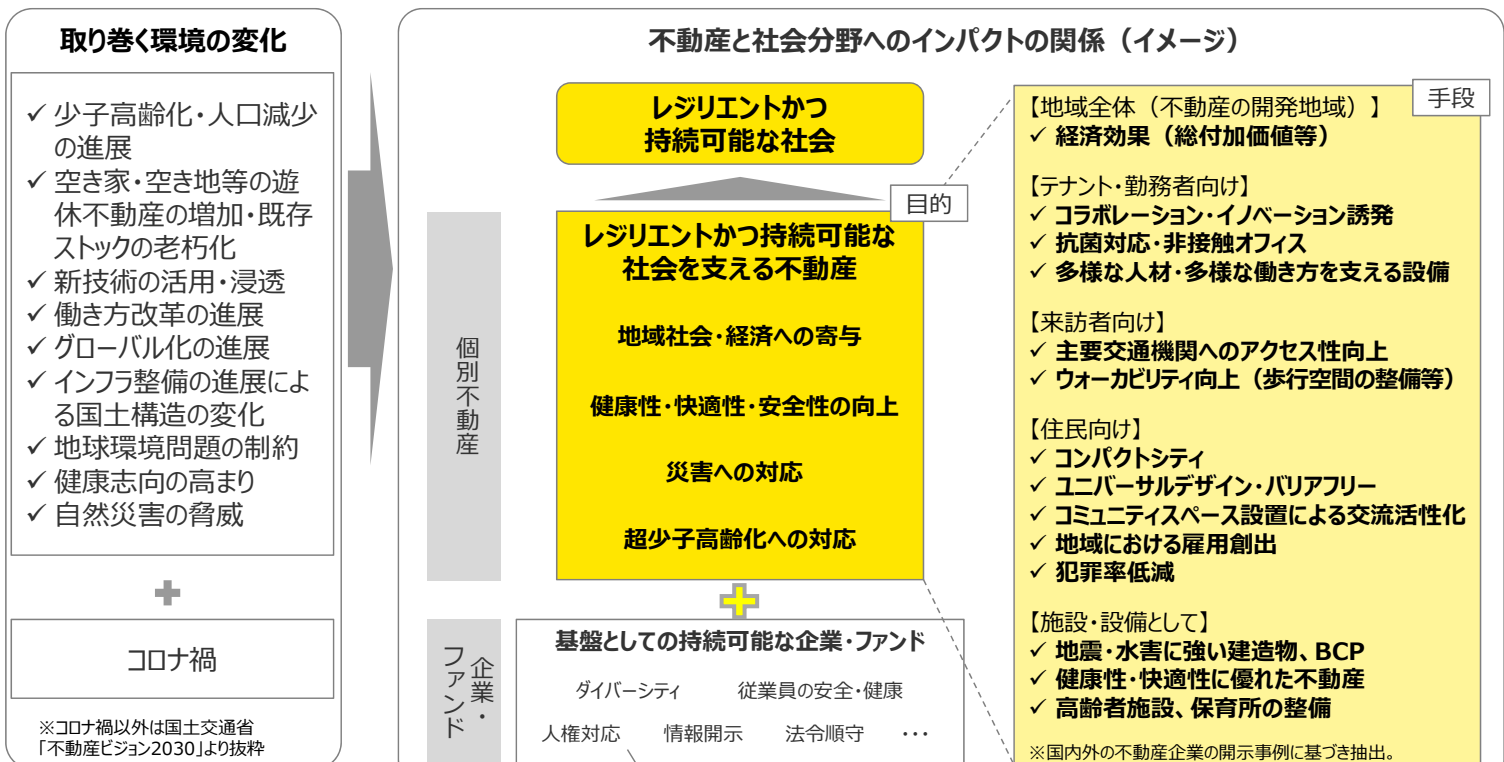 取り巻く環境の変化
✓ 少子高齢化・人口減少
の進展
✓ 空き家・空き地等の遊
休不動産の増加・既存
ストックの老朽化
✓ 新技術の活用・浸透
✓ 働き方改革の進展
✓ グローバル化の進展
✓ インフラ整備の進展によ
る国土構造の変化
✓ 地球環境問題の制約
✓ 健康志向の高まり
✓ 自然災害の脅威
コロナ禍
※コロナ禍以外は国土交通省
「不動産ビジョン2030」より抜粋
不動産と社会分野へのインパクトの関係（イメージ）
レジリエントかつ
持続可能な社会
目的
個別不動産
レジリエントかつ持続可能な
社会を支える不動産
地域社会・経済への寄与
健康性・快適性・安全性の向上
災害への対応
超少子高齢化への対応
企業・
ファンド
基盤としての持続可能な企業・ファンド
ダイバーシティ 従業員の安全・健康
人権対応 情報開示 法令順守 ･･･
手段
【地域全体（不動産の開発地域）】
✓ 経済効果（総付加価値等）
【テナント・勤務者向け】
✓ コラボレーション・イノベーション誘発
✓ 抗菌対応・非接触オフィス
✓ 多様な人材・多様な働き方を支える設備
【来訪者向け】
✓ 主要交通機関へのアクセス性向上
✓ ウォーカビリティ向上（歩行空間の整備等）
【住民向け】
✓ コンパクトシティ
✓ ユニバーサルデザイン・バリアフリー
✓ コミュニティスペース設置による交流活性化
✓ 地域における雇用創出
✓ 犯罪率低減
【施設・設備として】
✓ 地震・水害に強い建造物、BCP
✓ 健康性・快適性に優れた不動産
✓ 高齢者施設、保育所の整備
※国内外の不動産企業の開示事例に基づき抽出。